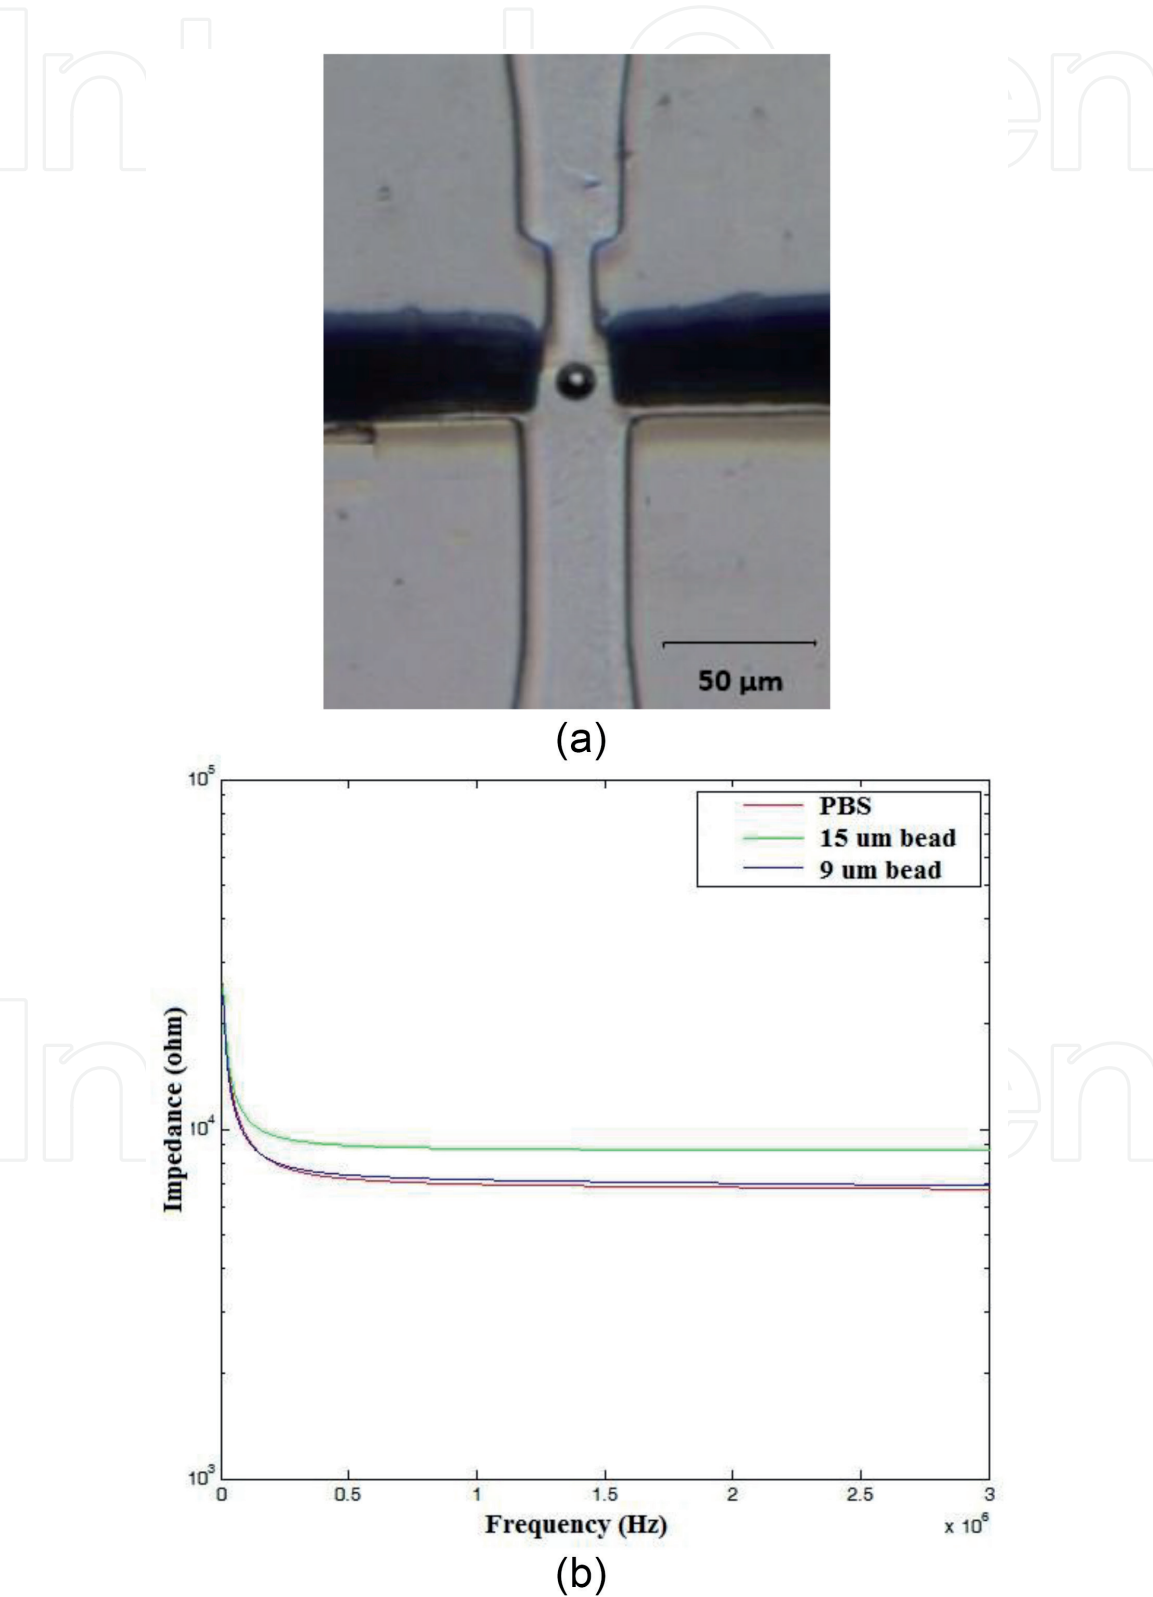 50 µm
(a)
10^5
PBS
15 um bead
9 um bead
10^4
Impedance (ohm)
10^3
0 0.5 1 1.5 2 2.5 3
Frequency (Hz)
x 10^6
(b)